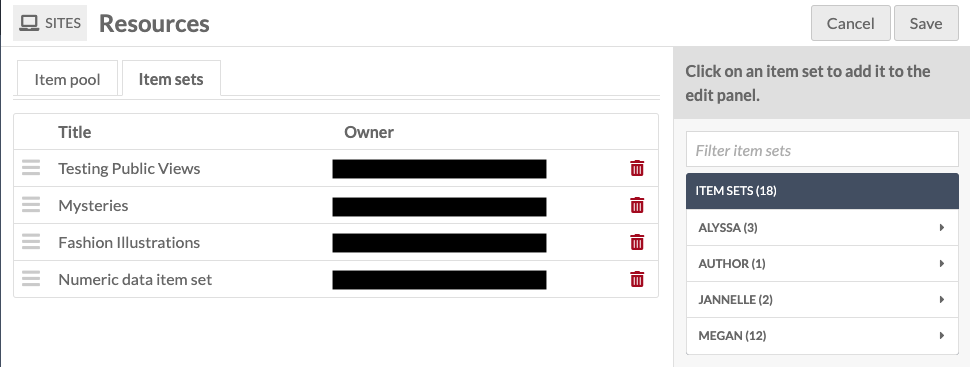 SITES Resources Cancel Save
Item pool Item sets
Title Owner
Testing Public Views
Mysteries
Fashion Illustrations
Numeric data item set
Click on an item set to add it to the
edit panel.
Filter item sets
ITEM SETS (18)
ALYSSA (3)
AUTHOR (1)
JANNELLE (2)
MEGAN (12)